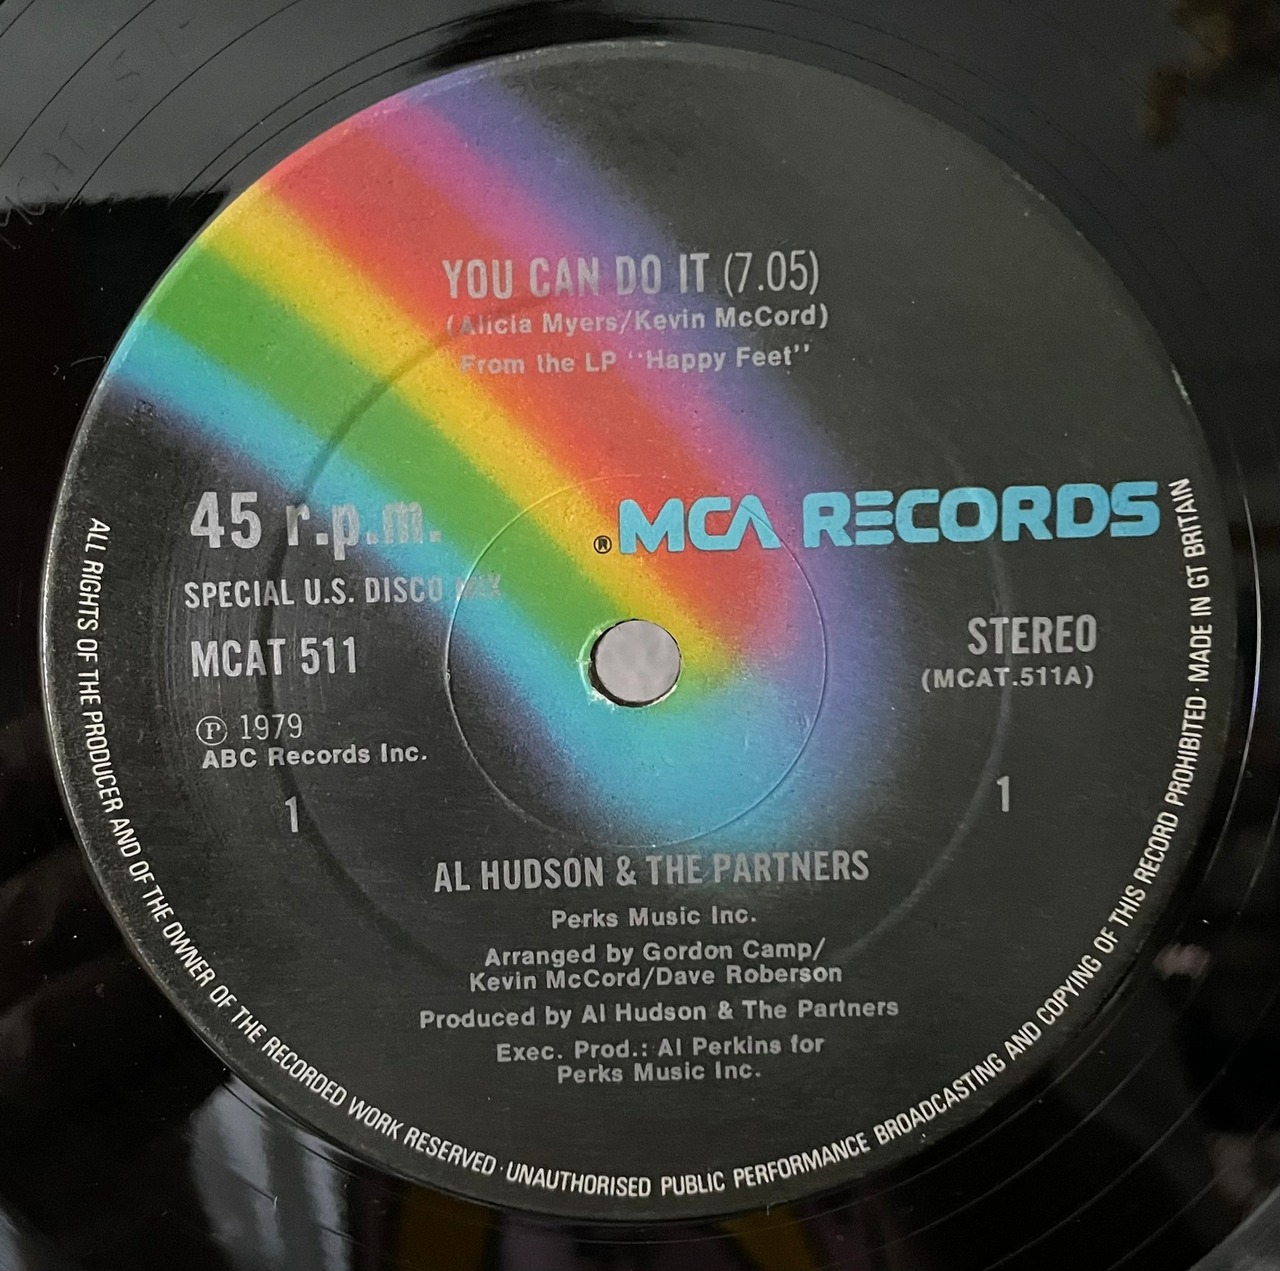 YOU CAN DO IT (7.05)
(Alicia Myers/Kevin McCord)
From the LP "Happy Feet"
® MCA RECORDS
45 r.p.m.
SPECIAL U.S. DISCO MIX
MCAT 511
STEREO
(MCAT.511A)
℗ 1979
ABC Records Inc.
1
1
AL HUDSON & THE PARTNERS
Perks Music Inc.
Arranged by Gordon Camp/
Kevin McCord/Dave Roberson
Produced by Al Hudson & The Partners
Exec. Prod.: Al Perkins for
Perks Music Inc.
ALL RIGHTS OF THE PRODUCER AND OF THE OWNER OF THE RECORDED WORK RESERVED · UNAUTHORISED PUBLIC PERFORMANCE BROADCASTING AND COPYING OF THIS RECORD PROHIBITED · MADE IN GT BRITAIN